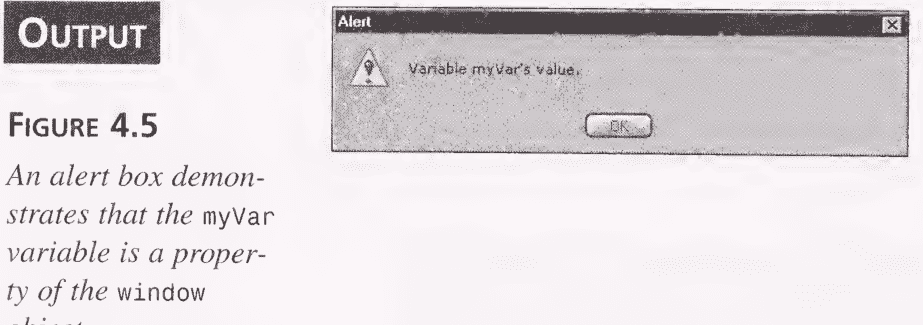 OUTPUT
FIGURE 4.5
An alert box demon-
strates that the myVar
variable is a proper-
ty of the window
Alert
Variable myVar's value.
OK